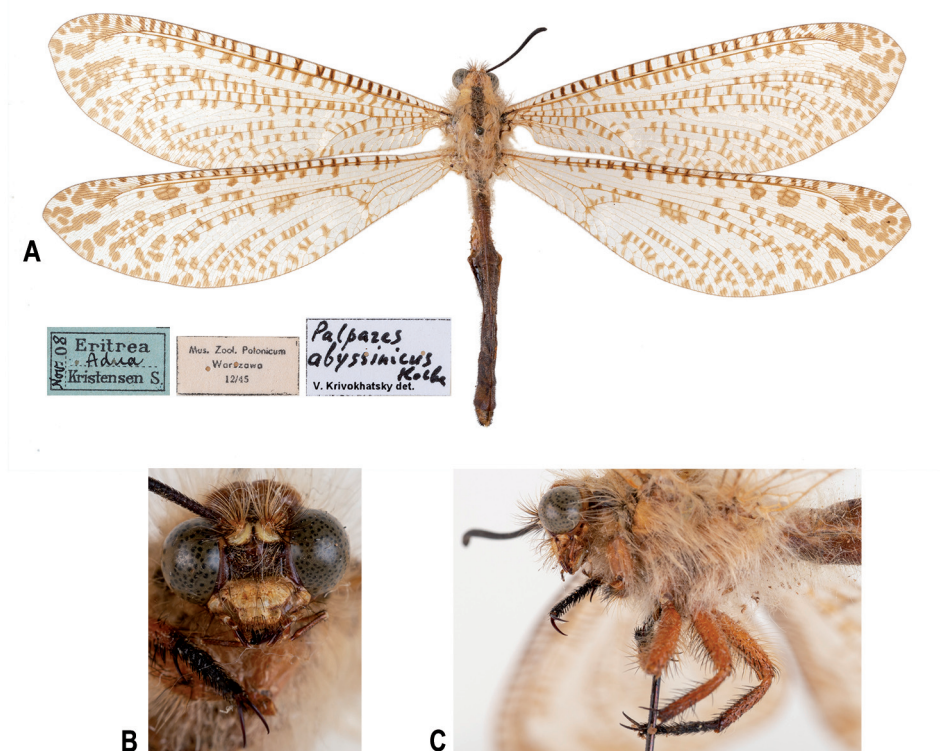 A
Nov. 08
Eritrea
Adua
Kristensen S.
Mus. Zool. Polonicum
Warszawa
12/45
Palpares
abyssinicus
Kolbe
V. Krivokhatsky det.
B
C